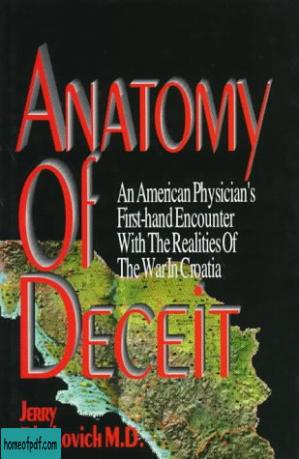 ANATOMY
OF
An American Physician's
First-hand Encounter
With The Realities Of
The War In Croatia
DECEIT
JERRY
M.D.
homeofpdf.com